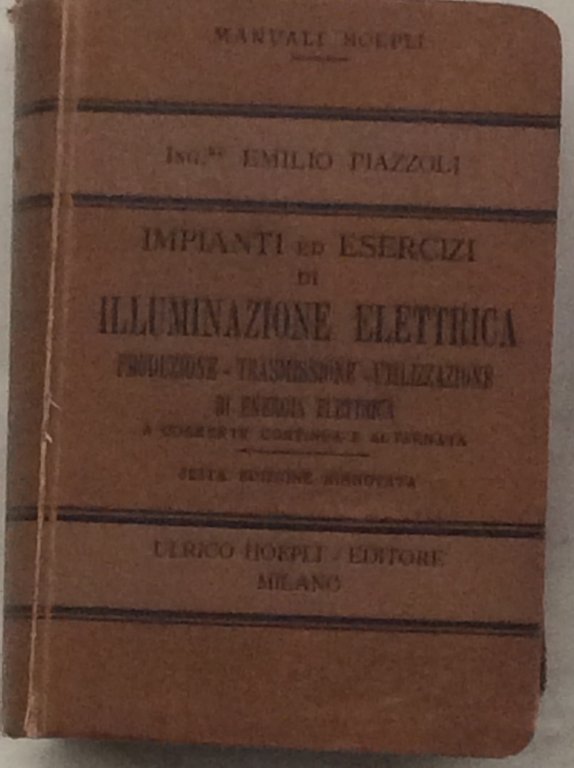 MANUALI HOEPLI
ING.RE EMILIO PIAZZOLI
IMPIANTI ED ESERCIZI
DI
ILLUMINAZIONE ELETTRICA
PRODUZIONE - TRASMISSIONE - UTILIZZAZIONE
DI ENERGIA ELETTRICA
A CORRENTE CONTINUA E ALTERNATA
SESTA EDIZIONE RINNOVATA
ULRICO HOEPLI - EDITORE
MILANO